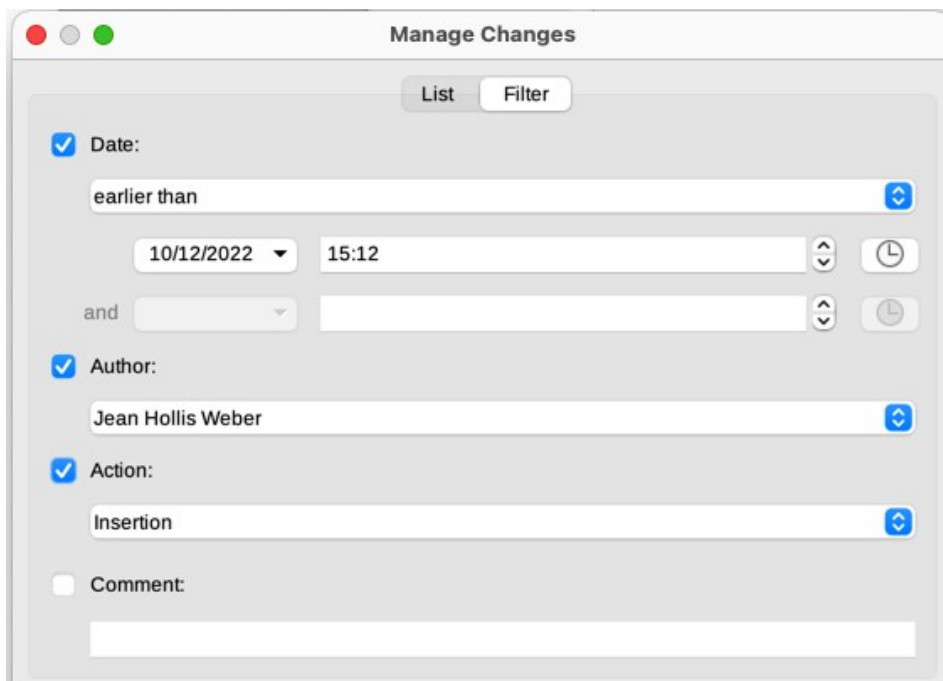 Manage Changes
List Filter
Date:
earlier than
10/12/2022 15:12
and
Author:
Jean Hollis Weber
Action:
Insertion
Comment: